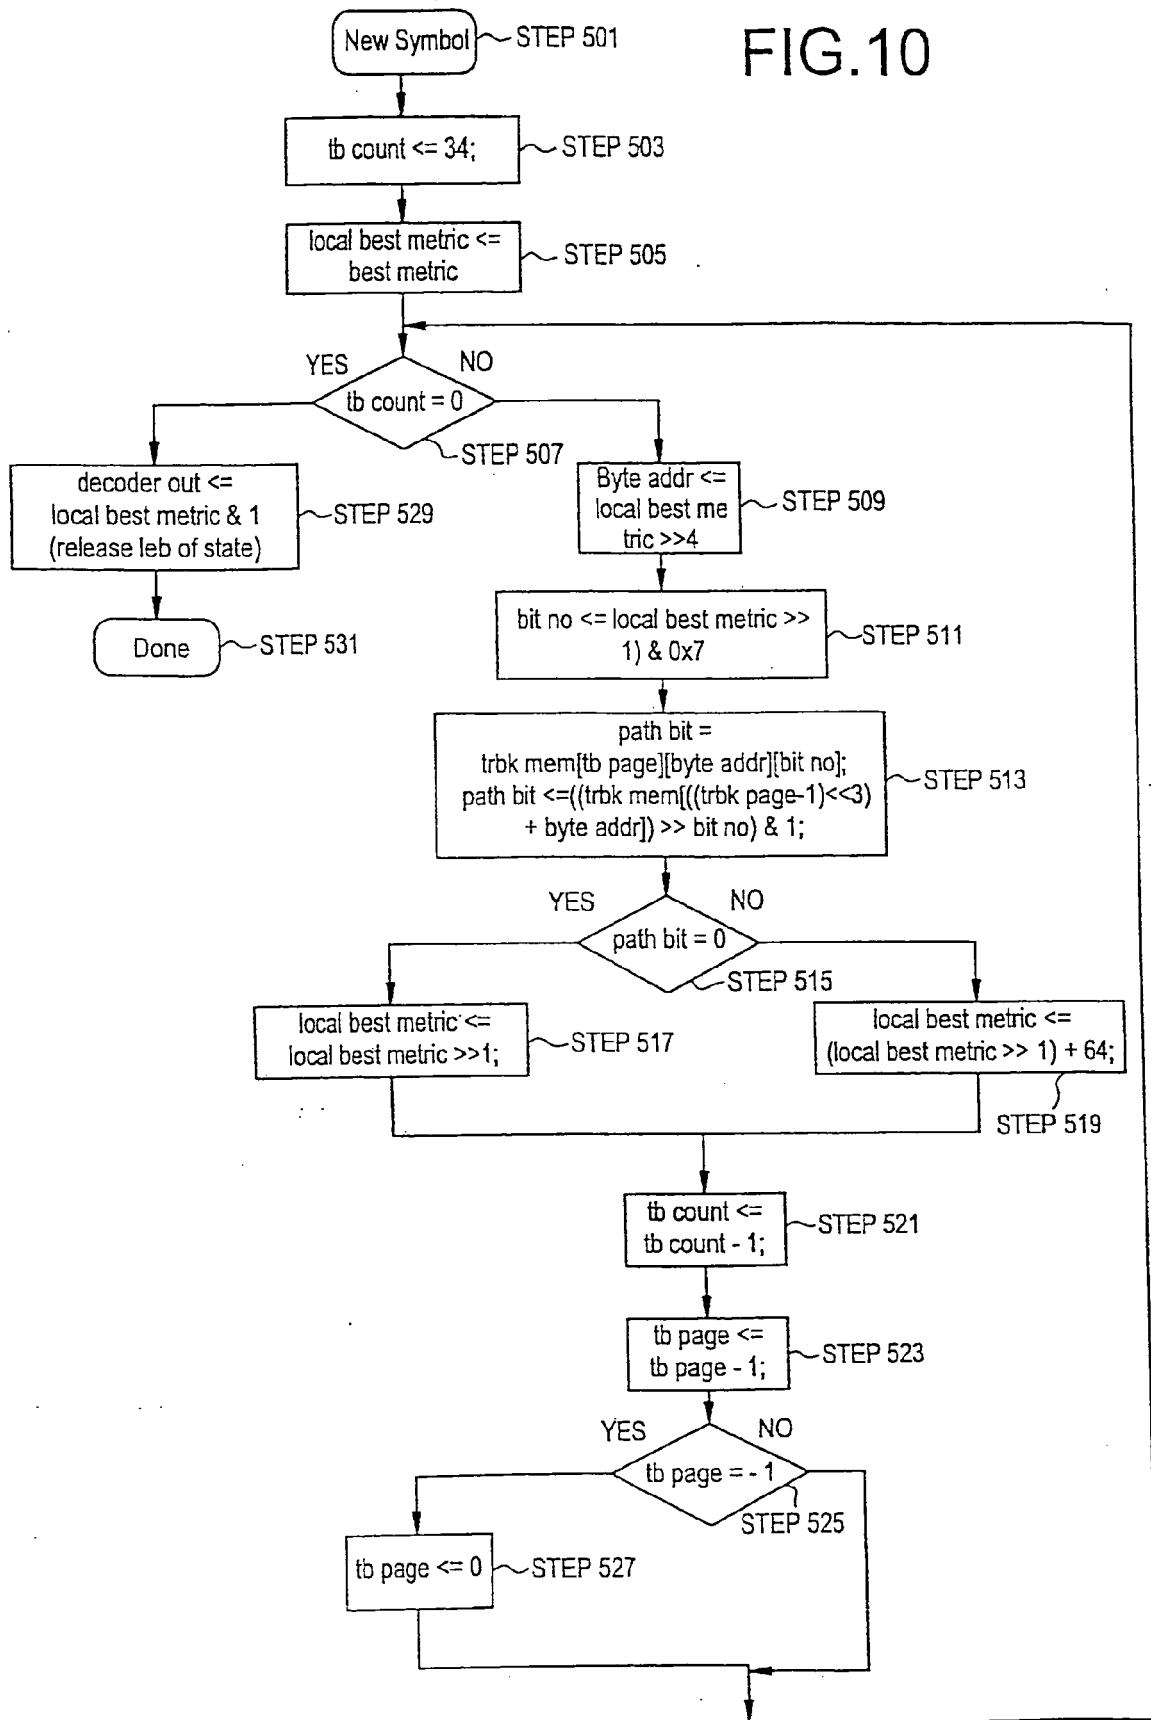 FIG.10
New Symbol
STEP 501
tb count <= 34;
STEP 503
local best metric <=
best metric
STEP 505
YES
NO
tb count = 0
STEP 507
decoder out <=
local best metric & 1
(release leb of state)
STEP 529
Done
STEP 531
Byte addr <=
local best me
tric >>4
STEP 509
bit no <= local best metric >>
1) & 0x7
STEP 511
path bit =
trbk mem[tb page][byte addr][bit no];
path bit <=((trbk mem[((trbk page-1)<<3)
+ byte addr]) >> bit no) & 1;
STEP 513
YES
NO
path bit = 0
STEP 515
local best metric <=
local best metric >>1;
STEP 517
local best metric <=
(local best metric >> 1) + 64;
STEP 519
tb count <=
tb count - 1;
STEP 521
tb page <=
tb page - 1;
STEP 523
YES
NO
tb page = - 1
STEP 525
tb page <= 0
STEP 527